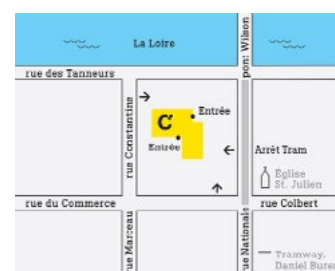 La Loire
pont Wilson
rue des Tanneurs
rue Constantine
Entrée
C
Entrée
Arrêt Tram
Église
St. Julien
rue du Commerce
rue Colbert
rue Marceau
rue Nationale
Tramway,
Daniel Buren